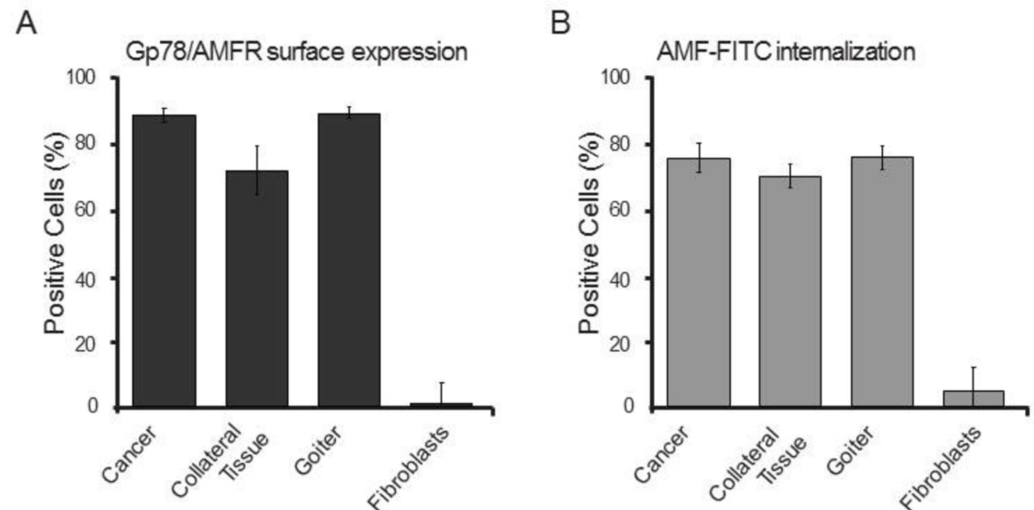 A
Gp78/AMFR surface expression
Positive Cells (%)
100
80
60
40
20
0
Cancer
Collateral
Tissue
Goiter
Fibroblasts
B
AMF-FITC internalization
Positive Cells (%)
100
80
60
40
20
0
Cancer
Collateral
Tissue
Goiter
Fibroblasts